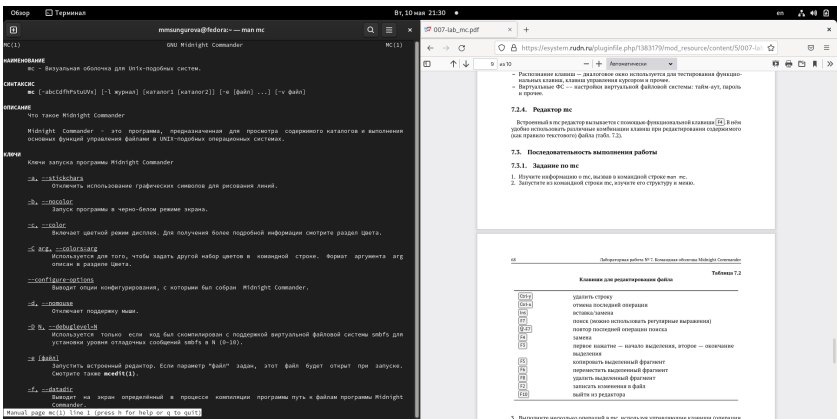 Обзор
Терминал
Вт, 10 мая 21:30
en
mmsungurova@fedora:~ — man mc
MC(1) GNU Midnight Commander MC(1)
НАИМЕНОВАНИЕ
mc - Визуальная оболочка для Unix-подобных систем.
СИНТАКСИС
mc [-abcCdfhPstuUVx] [-l журнал] [каталог1 [каталог2]] [-e [файл] ...] [-v файл]
ОПИСАНИЕ
Что такое Midnight Commander
Midnight Commander - это программа, предназначенная для просмотра содержимого каталогов и выполнения
основных функций управления файлами в UNIX-подобных операционных системах.
КЛЮЧИ
Ключи запуска программы Midnight Commander
-a, --stickchars
Отключить использование графических символов для рисования линий.
-b, --nocolor
Запуск программы в черно-белом режиме экрана.
-c, --color
Включает цветной режим дисплея. Для получения более подробной информации смотрите раздел Цвета.
-C arg, --colors=arg
Используется для того, чтобы задать другой набор цветов в командной строке. Формат аргумента arg
описан в разделе Цвета.
--configure-options
Выводит опции конфигурирования, с которыми был собран Midnight Commander.
-d, --nomouse
Отключает поддержку мыши.
-D N, --debuglevel=N
Используется только если код был скомпилирован с поддержкой виртуальной файловой системы smbfs для
установки уровня отладочных сообщений smbfs в N (0-10).
-e [файл]
Запустить встроенный редактор. Если параметр "файл" задан, этот файл будет открыт при запуске.
Смотрите также mcedit(1).
-f, --datadir
Выводит на экран определённый в процессе компиляции программы путь к файлам программы Midnight
Commander.
Manual page mc(1) line 1 (press h for help or q to quit)
007-lab_mc.pdf
https://esystem.rudn.ru/pluginfile.php/1383179/mod_resource/content/5/007-lab
9 из 10
Автоматически
– Распознание клавиш — диалоговое окно используется для тестирования функцио-
нальных клавиш, клавиш управления курсором и прочее.
– Виртуальные ФС –– настройки виртуальной файловой системы: тайм-аут, пароль
и прочее.
7.2.4. Редактор mc
Встроенный в mc редактор вызывается с помощью функциональной клавиши F4. В нём
удобно использовать различные комбинации клавиш при редактировании содержимого
(как правило текстового) файла (табл. 7.2).
7.3. Последовательность выполнения работы
7.3.1. Задание по mc
1. Изучите информацию о mc, вызвав в командной строке man mc.
2. Запустите из командной строки mc, изучите его структуру и меню.
68 Лабораторная работа № 7. Командная оболочка Midnight Commander
Таблица 7.2
Клавиши для редактирования файла
Ctrl-y удалить строку
Ctrl-u отмена последней операции
Ins вставка/замена
F7 поиск (можно использовать регулярные выражения)
⇧-F7 повтор последней операции поиска
F4 замена
F3 первое нажатие — начало выделения, второе — окончание
выделения
F5 копировать выделенный фрагмент
F6 переместить выделенный фрагмент
F8 удалить выделенный фрагмент
F2 записать изменения в файл
F10 выйти из редактора
3. Выполните несколько операций в mc, используя управляющие клавиши (операции